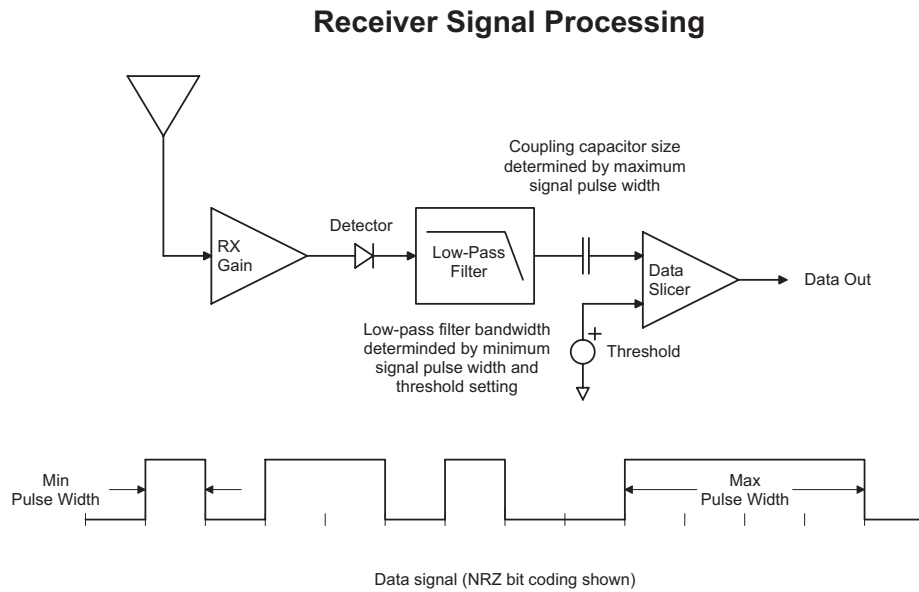 Receiver Signal Processing
Coupling capacitor size
determined by maximum
signal pulse width
Detector
RX
Gain
Low-Pass
Filter
Data
Slicer
Data Out
Low-pass filter bandwidth
determinded by minimum
signal pulse width and
threshold setting
+
Threshold
Min
Pulse Width
Max
Pulse Width
Data signal (NRZ bit coding shown)